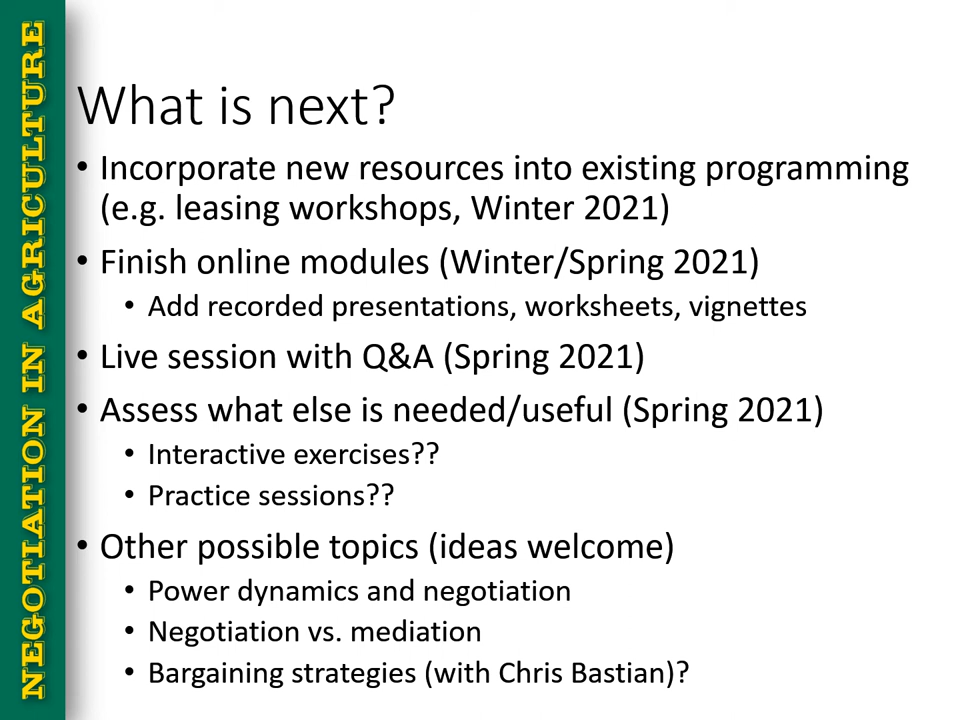 NEGOTIATION IN AGRICULTURE
What is next?
• Incorporate new resources into existing programming
(e.g. leasing workshops, Winter 2021)
• Finish online modules (Winter/Spring 2021)
• Add recorded presentations, worksheets, vignettes
• Live session with Q&A (Spring 2021)
• Assess what else is needed/useful (Spring 2021)
• Interactive exercises??
• Practice sessions??
• Other possible topics (ideas welcome)
• Power dynamics and negotiation
• Negotiation vs. mediation
• Bargaining strategies (with Chris Bastian)?